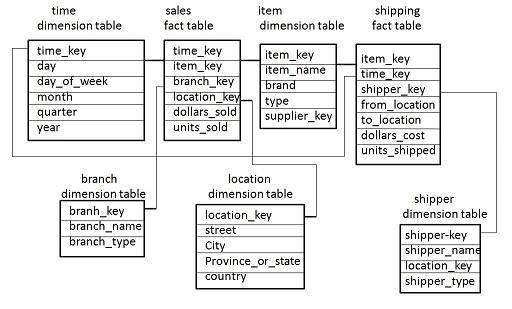 time
dimension table
time_key
day
day_of_week
month
quarter
year
sales
fact table
time_key
item_key
branch_key
location_key
dollars_sold
units_sold
item
dimension table
item_key
item_name
brand
type
supplier_key
shipping
fact table
item_key
time_key
shipper_key
from_location
to_location
dollars_cost
units_shipped
branch
dimension table
branh_key
branch_name
branch_type
location
dimension table
location_key
street
City
Province_or_state
country
shipper
dimension table
shipper-key
shipper_name
location_key
shipper_type